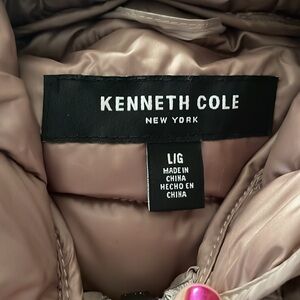 KENNETH COLE
NEW YORK
L/G
MADE IN
CHINA
HECHO EN
CHINA